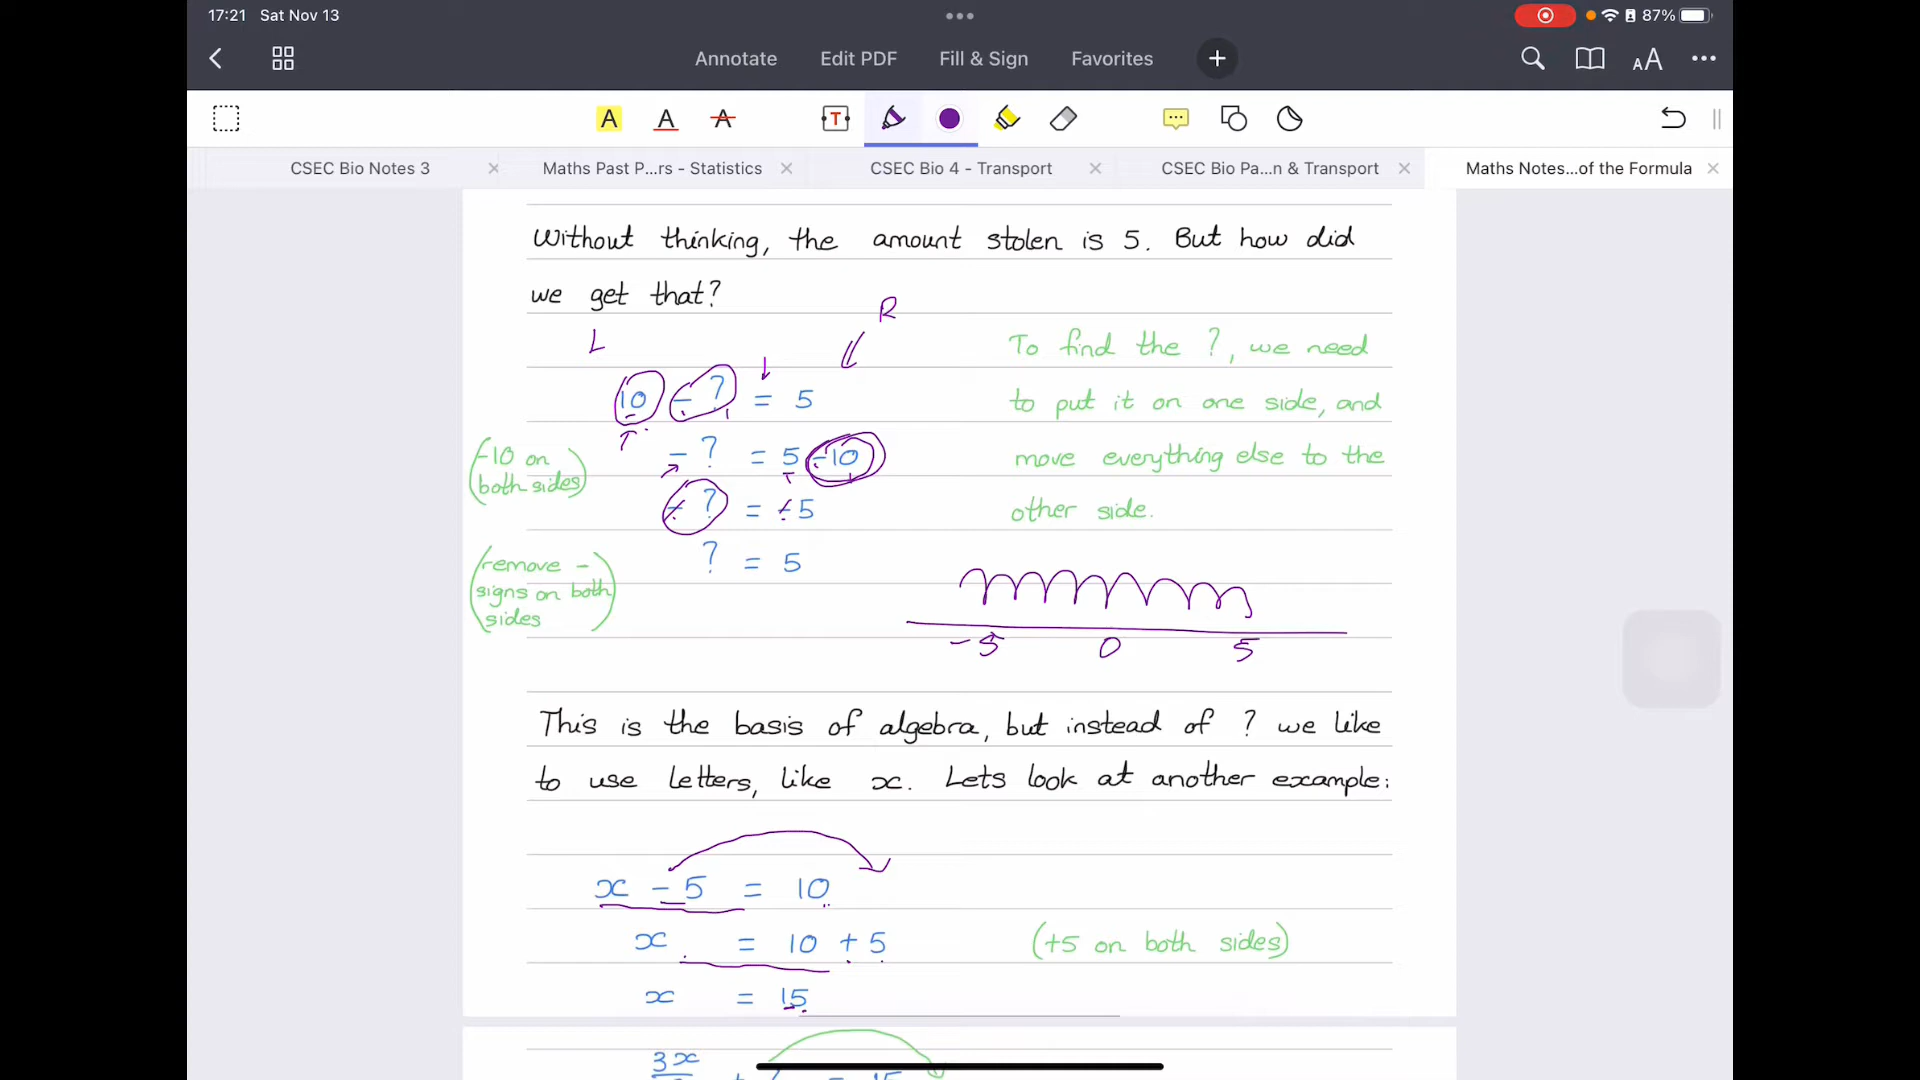 17:21 Sat Nov 13
87%
Annotate Edit PDF Fill & Sign Favorites
CSEC Bio Notes 3
Maths Past P...rs - Statistics
CSEC Bio 4 - Transport
CSEC Bio Pa...n & Transport
Maths Notes...of the Formula
Without thinking, the amount stolen is 5. But how did
we get that?
L
R
10 - ? = 5
- ? = 5 -10
- ? = -5
? = 5
(-10 on
both sides)
(remove -
signs on both
sides)
To find the ?, we need
to put it on one side, and
move everything else to the
other side.
-5 0 5
This is the basis of algebra, but instead of ? we like
to use letters, like x. Lets look at another example:
x - 5 = 10
x = 10 + 5
(+5 on both sides)
x = 15
3x
= 15